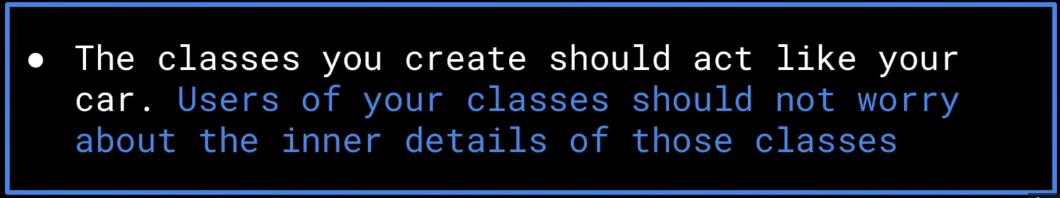 ● The classes you create should act like your
car. Users of your classes should not worry
about the inner details of those classes